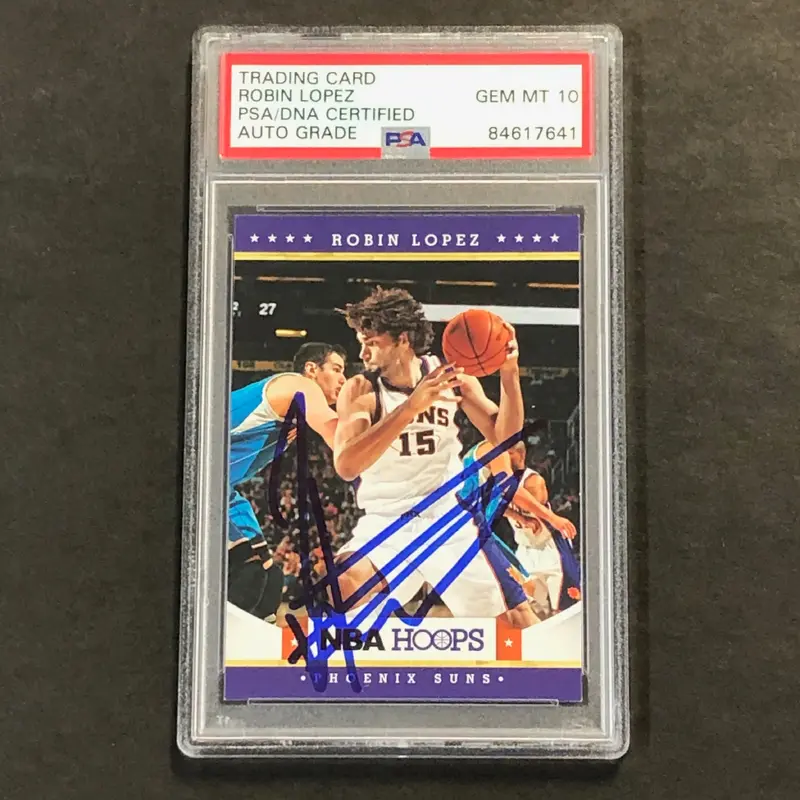 TRADING CARD
ROBIN LOPEZ GEM MT 10
PSA/DNA CERTIFIED
AUTO GRADE PSA 84617641
★ ★ ★ ★ ROBIN LOPEZ ★ ★ ★ ★
27
NS
15
NBA HOOPS
• PHOENIX SUNS •